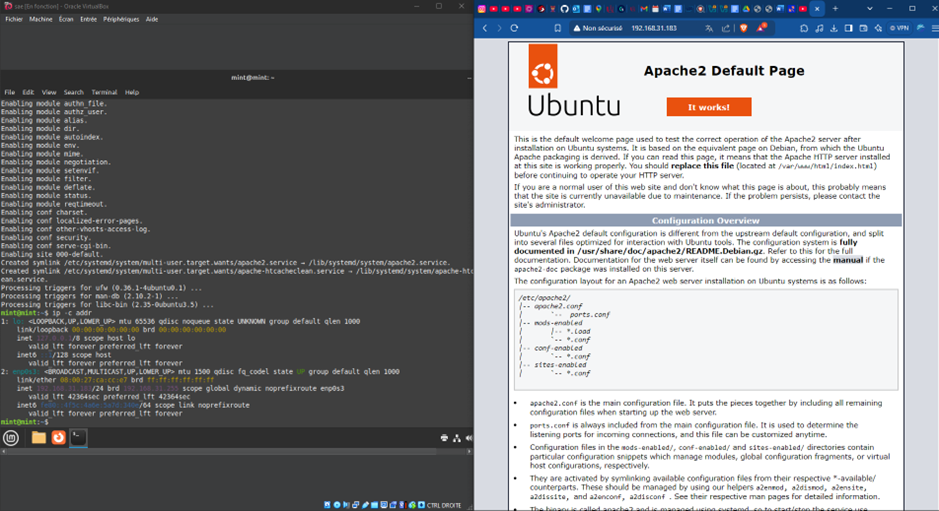 sae [En fonction] - Oracle VirtualBox
Fichier Machine Écran Entrée Périphériques Aide
mint@mint: ~
File Edit View Search Terminal Help
Enabling module authn_file.
Enabling module authz_user.
Enabling module alias.
Enabling module dir.
Enabling module autoindex.
Enabling module env.
Enabling module mime.
Enabling module negotiation.
Enabling module setenvif.
Enabling module filter.
Enabling module deflate.
Enabling module status.
Enabling module reqtimeout.
Enabling conf charset.
Enabling conf localized-error-pages.
Enabling conf other-vhosts-access-log.
Enabling conf security.
Enabling conf serve-cgi-bin.
Enabling site 000-default.
Created symlink /etc/systemd/system/multi-user.target.wants/apache2.service → /lib/systemd/system/apache2.service.
Created symlink /etc/systemd/system/multi-user.target.wants/apache-htcacheclean.service → /lib/systemd/system/apache-htc
ean.service.
Processing triggers for ufw (0.36.1-4ubuntu0.1) ...
Processing triggers for man-db (2.10.2-1) ...
Processing triggers for libc-bin (2.35-0ubuntu3.5) ...
mint@mint:~$ ip -c addr
1: lo: <LOOPBACK,UP,LOWER_UP> mtu 65536 qdisc noqueue state UNKNOWN group default qlen 1000
link/loopback 00:00:00:00:00:00 brd 00:00:00:00:00:00
inet /8 scope host lo
valid_lft forever preferred_lft forever
inet6 /128 scope host
valid_lft forever preferred_lft forever
2: enp0s3: <BROADCAST,MULTICAST,UP,LOWER_UP> mtu 1500 qdisc fq_codel state UP group default qlen 1000
link/ether 08:00:27:ca:cc:e7 brd ff:ff:ff:ff:ff:ff
inet /24 brd scope global dynamic noprefixroute enp0s3
valid_lft 42364sec preferred_lft 42364sec
inet6 /64 scope link noprefixroute
valid_lft forever preferred_lft forever
mint@mint:~$
CTRL DROITE
Non sécurisé 192.168.31.183
VPN
ubuntu
Apache2 Default Page
It works!
This is the default welcome page used to test the correct operation of the Apache2 server after
installation on Ubuntu systems. It is based on the equivalent page on Debian, from which the Ubuntu
Apache packaging is derived. If you can read this page, it means that the Apache HTTP server installed
at this site is working properly. You should replace this file (located at /var/www/html/index.html)
before continuing to operate your HTTP server.
If you are a normal user of this web site and don't know what this page is about, this probably means
that the site is currently unavailable due to maintenance. If the problem persists, please contact the
site's administrator.
Configuration Overview
Ubuntu's Apache2 default configuration is different from the upstream default configuration, and split
into several files optimized for interaction with Ubuntu tools. The configuration system is fully
documented in /usr/share/doc/apache2/README.Debian.gz. Refer to this for the full
documentation. Documentation for the web server itself can be found by accessing the manual if the
apache2-doc package was installed on this server.
The configuration layout for an Apache2 web server installation on Ubuntu systems is as follows:
/etc/apache2/
|-- apache2.conf
| `-- ports.conf
|-- mods-enabled
| |-- *.load
| `-- *.conf
|-- conf-enabled
| `-- *.conf
|-- sites-enabled
| `-- *.conf
• apache2.conf is the main configuration file. It puts the pieces together by including all remaining
configuration files when starting up the web server.
• ports.conf is always included from the main configuration file. It is used to determine the
listening ports for incoming connections, and this file can be customized anytime.
• Configuration files in the mods-enabled/, conf-enabled/ and sites-enabled/ directories contain
particular configuration snippets which manage modules, global configuration fragments, or virtual
host configurations, respectively.
• They are activated by symlinking available configuration files from their respective *-available/
counterparts. These should be managed by using our helpers a2enmod, a2dismod, a2ensite,
a2dissite, and a2enconf, a2disconf . See their respective man pages for detailed information.
• The binary is called apache2 and is managed using systemd, so to start/stop the service use